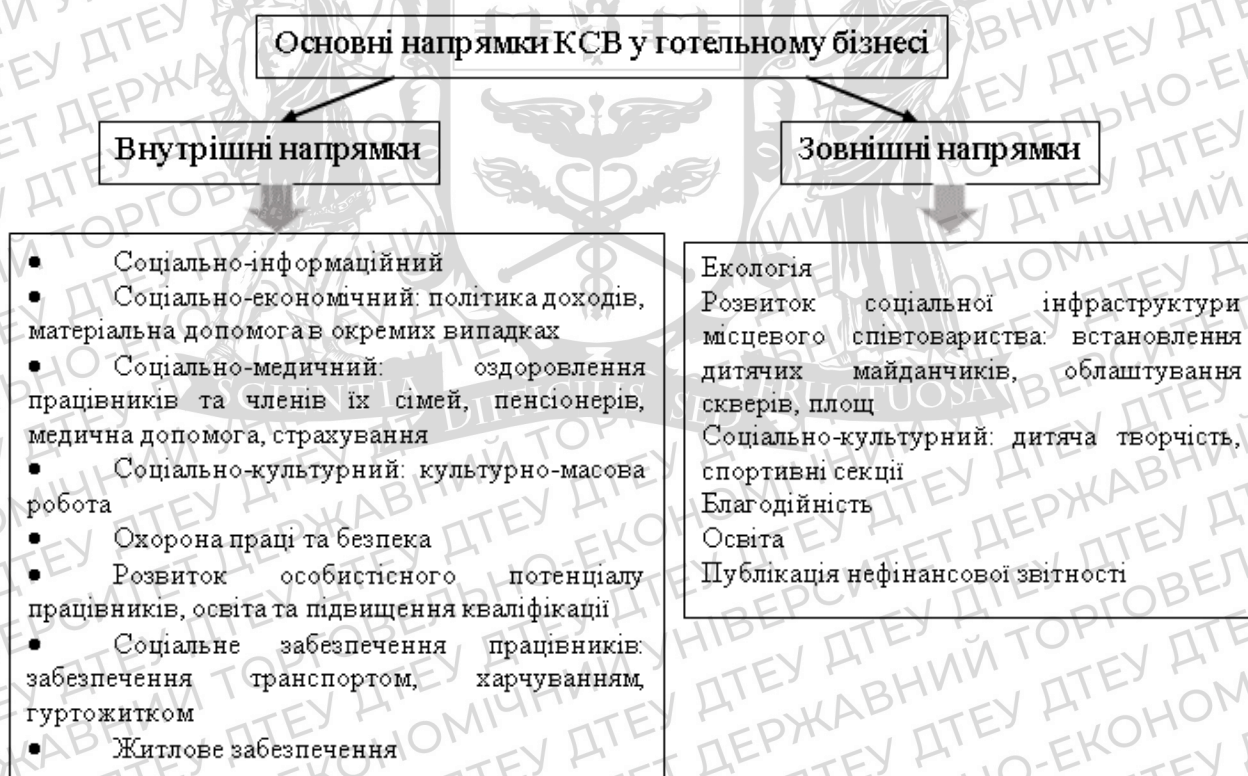 Основні напрямки КСВ у готельному бізнесі
Внутрішні напрямки
Зовнішні напрямки
• Соціально-інформаційний
• Соціально-економічний: політика доходів,
матеріальна допомога в окремих випадках
• Соціально-медичний: оздоровлення
працівників та членів їх сімей, пенсіонерів,
медична допомога, страхування
• Соціально-культурний: культурно-масова
робота
• Охорона праці та безпека
• Розвиток особистісного потенціалу
працівників, освіта та підвищення кваліфікації
• Соціальне забезпечення працівників:
забезпечення транспортом, харчуванням,
гуртожитком
• Житлове забезпечення
Екологія
Розвиток соціальної інфраструктури
місцевого співтовариства: встановлення
дитячих майданчиків, облаштування
скверів, площ
Соціально-культурний: дитяча творчість,
спортивні секції
Благодійність
Освіта
Публікація нефінансової звітності
SCIENTIA DIFFICILIS SED FRUCTUOSA